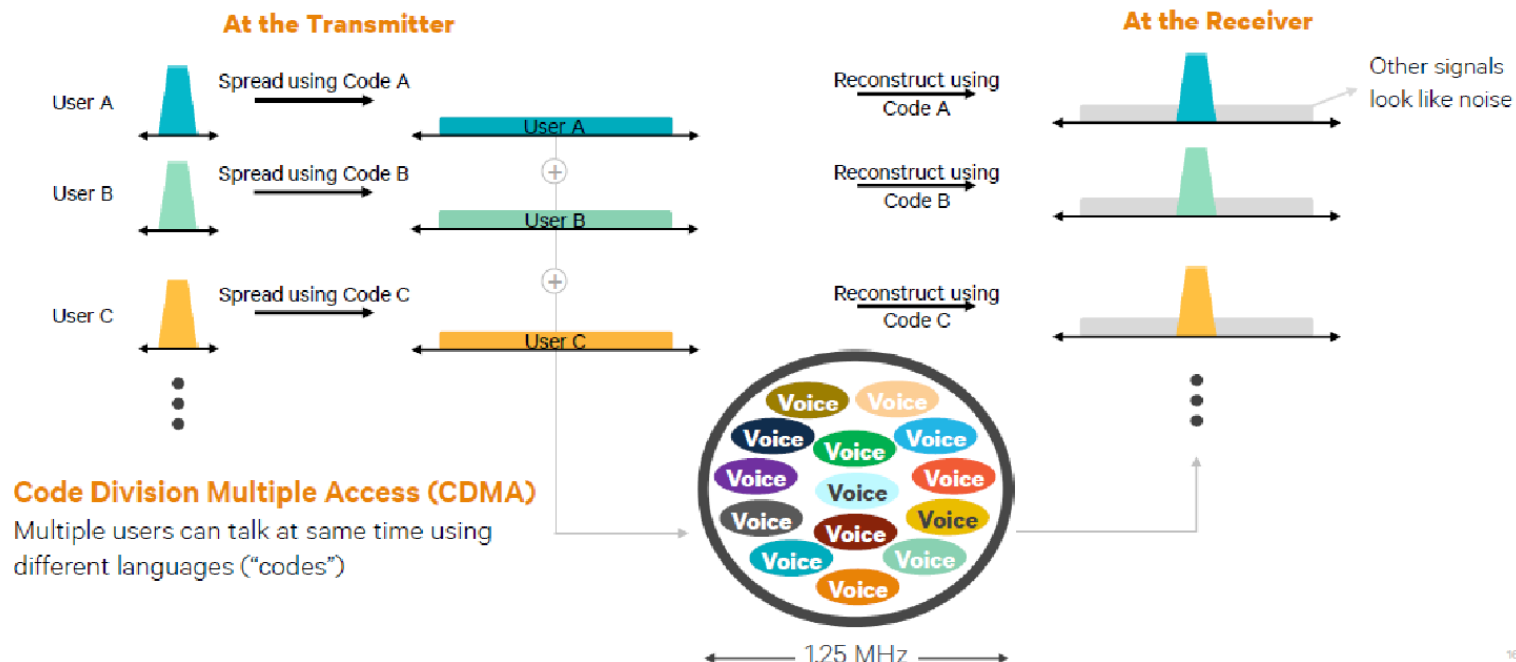 At the Transmitter
At the Receiver
User A
Spread using Code A
User A
Reconstruct using
Code A
Other signals
look like noise
User B
Spread using Code B
User B
Reconstruct using
Code B
User C
Spread using Code C
User C
Reconstruct using
Code C
Code Division Multiple Access (CDMA)
Multiple users can talk at same time using
different languages (“codes”)
Voice
Voice
Voice
Voice
Voice
Voice
Voice
Voice
Voice
Voice
Voice
Voice
Voice
Voice
1.25 MHz
16